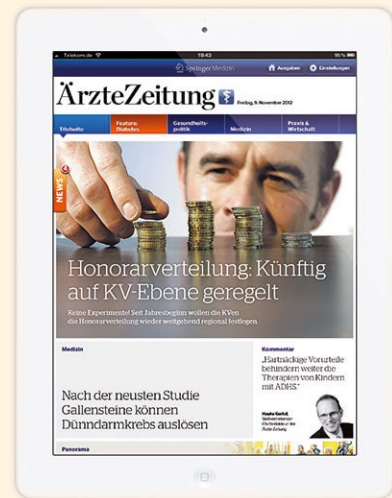 Telekom.de
19:43
95 %
Springer Medizin
Ausgaben
Einstellungen
ÄrzteZeitung
Freitag, 9. November 2012
Titelseite
Feature:
Diabetes
Gesundheits-
politik
Medizin
Praxis &
Wirtschaft
NEWS
4
Honorarverteilung: Künftig
auf KV-Ebene geregelt
Keine Experimente! Seit Jahresbeginn wollen die KVen
die Honorarverteilung wieder weitgehend regional festlegen.
Medizin
Nach der neusten Studie
Gallensteine können
Dünndarmkrebs auslösen
Kommentar
„Hartnäckige Vorurteile
behindern weiter die
Therapien von Kindern
mit ADHS."
Ärzte Zeitung
Panorama